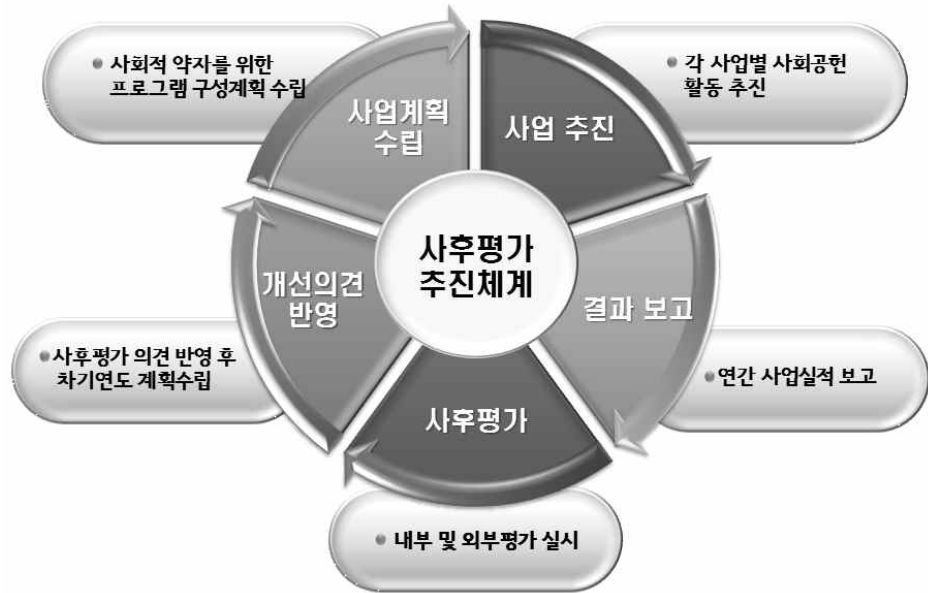 ● 사회적 약자를 위한
프로그램 구성계획 수립
● 각 사업별 사회공헌
활동 추진
사업계획
수립
사업 추진
사후평가
추진체계
개선의견
반영
결과 보고
● 사후평가 의견 반영 후
차기연도 계획수립
● 연간 사업실적 보고
사후평가
● 내부 및 외부평가 실시